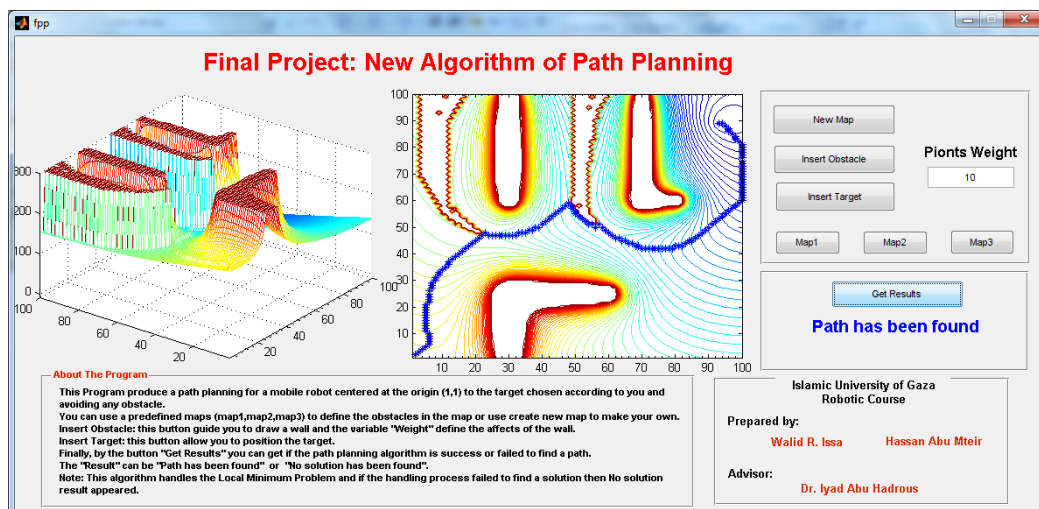 fpp
Final Project: New Algorithm of Path Planning
300
200
100
0
100
80
60
40
20
20
40
60
80
100
100
90
80
70
60
50
40
30
20
10
10 20 30 40 50 60 70 80 90 100
New Map
Insert Obstacle
Insert Target
Pionts Weight
10
Map1 Map2 Map3
Get Results
Path has been found
About The Program
This Program produce a path planning for a mobile robot centered at the origin (1,1) to the target chosen according to you and
avoiding any obstacle.
You can use a predefined maps (map1,map2,map3) to define the obstacles in the map or use create new map to make your own.
Insert Obstacle: this button guide you to draw a wall and the variable "Weight" define the affects of the wall.
Insert Target: this button allow you to position the target.
Finally, by the button "Get Results" you can get if the path planning algorithm is success or failed to find a path.
The "Result" can be "Path has been found" or "No solution has been found".
Note: This algorithm handles the Local Minimum Problem and if the handling process failed to find a solution then No solution
result appeared.
Islamic University of Gaza
Robotic Course
Prepared by:
Walid R. Issa Hassan Abu Mteir
Advisor:
Dr. Iyad Abu Hadrous